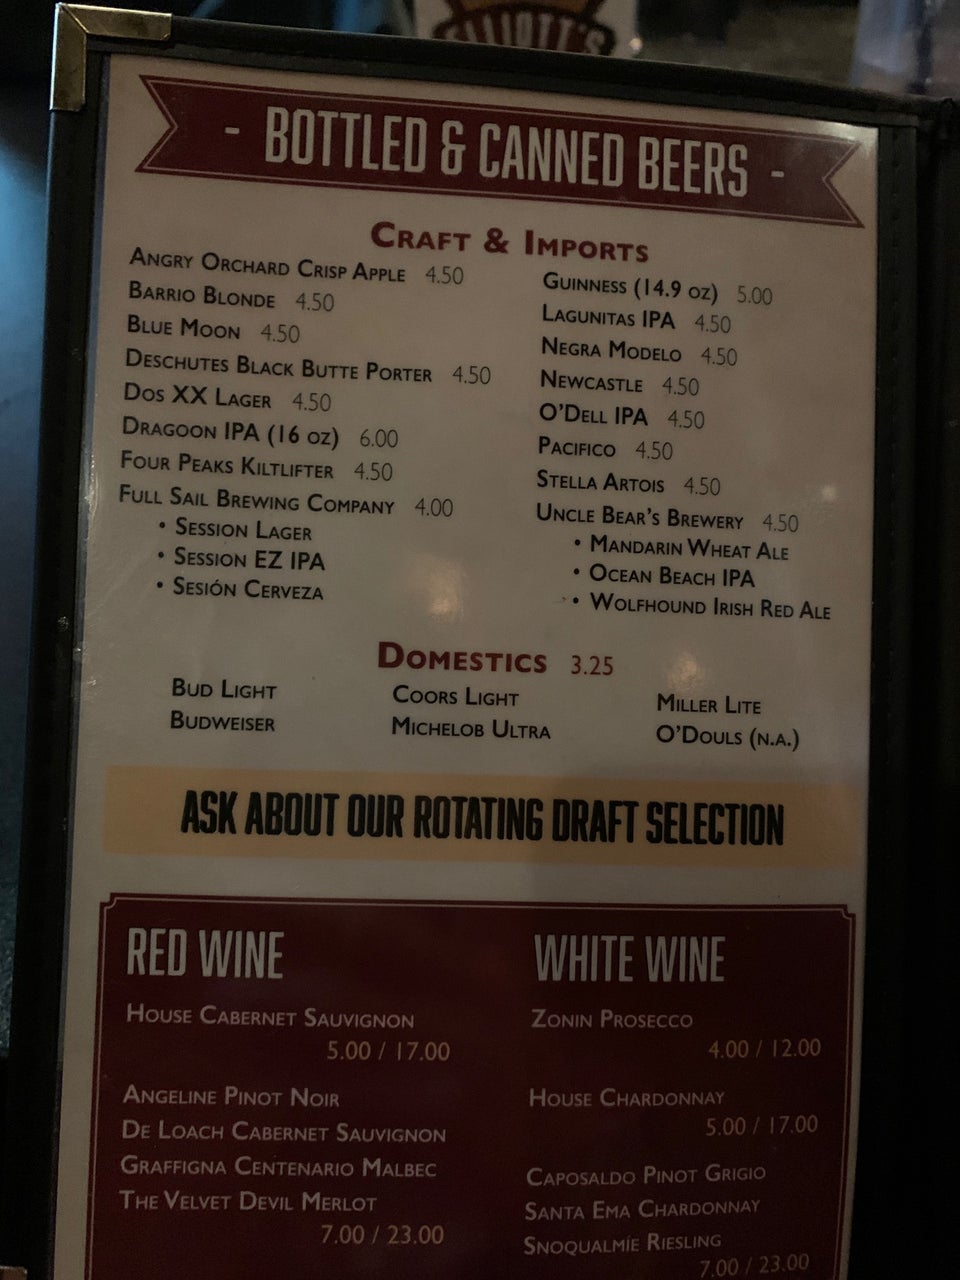 ELLIOTT'S
- BOTTLED & CANNED BEERS -
CRAFT & IMPORTS
ANGRY ORCHARD CRISP APPLE 4.50
BARRIO BLONDE 4.50
BLUE MOON 4.50
DESCHUTES BLACK BUTTE PORTER 4.50
DOS XX LAGER 4.50
DRAGOON IPA (16 OZ) 6.00
FOUR PEAKS KILTLIFTER 4.50
FULL SAIL BREWING COMPANY 4.00
• SESSION LAGER
• SESSION EZ IPA
• SESIÓN CERVEZA
GUINNESS (14.9 OZ) 5.00
LAGUNITAS IPA 4.50
NEGRA MODELO 4.50
NEWCASTLE 4.50
O'DELL IPA 4.50
PACIFICO 4.50
STELLA ARTOIS 4.50
UNCLE BEAR'S BREWERY 4.50
• MANDARIN WHEAT ALE
• OCEAN BEACH IPA
• WOLFHOUND IRISH RED ALE
DOMESTICS 3.25
BUD LIGHT
BUDWEISER
COORS LIGHT
MICHELOB ULTRA
MILLER LITE
O'DOULS (N.A.)
ASK ABOUT OUR ROTATING DRAFT SELECTION
RED WINE
HOUSE CABERNET SAUVIGNON
5.00 / 17.00
ANGELINE PINOT NOIR
DE LOACH CABERNET SAUVIGNON
GRAFFIGNA CENTENARIO MALBEC
THE VELVET DEVIL MERLOT
7.00 / 23.00
WHITE WINE
ZONIN PROSECCO
4.00 / 12.00
HOUSE CHARDONNAY
5.00 / 17.00
CAPOSALDO PINOT GRIGIO
SANTA EMA CHARDONNAY
SNOQUALMÍE RIESLING
7.00 / 23.00